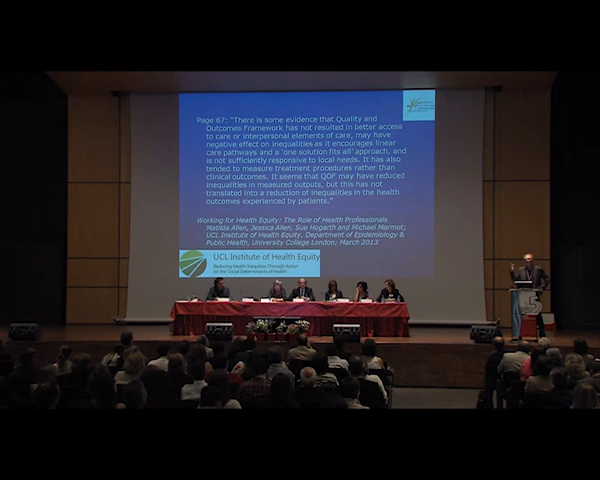 Page 67: "There is some evidence that Quality and
Outcomes Framework has not resulted in better access
to care or interpersonal elements of care, may have
negative effect on inequalities as it encourages linear
care pathways and a 'one solution fits all' approach, and
is not sufficiently responsive to local needs. It has also
tended to measure treatment procedures rather than
clinical outcomes. It seems that QOF may have reduced
inequalities in measured outputs, but this has not
translated into a reduction of inequalities in the health
outcomes experienced by patients."
Working for Health Equity: The Role of Health Professionals
Matilda Allen, Jessica Allen, Sue Hogarth and Michael Marmot;
UCL Institute of Health Equity, Department of Epidemiology &
Public Health, University College London; March 2013
UCL Institute of Health Equity
Reducing Health Inequalities Through Action
on the Social Determinants of Health
5